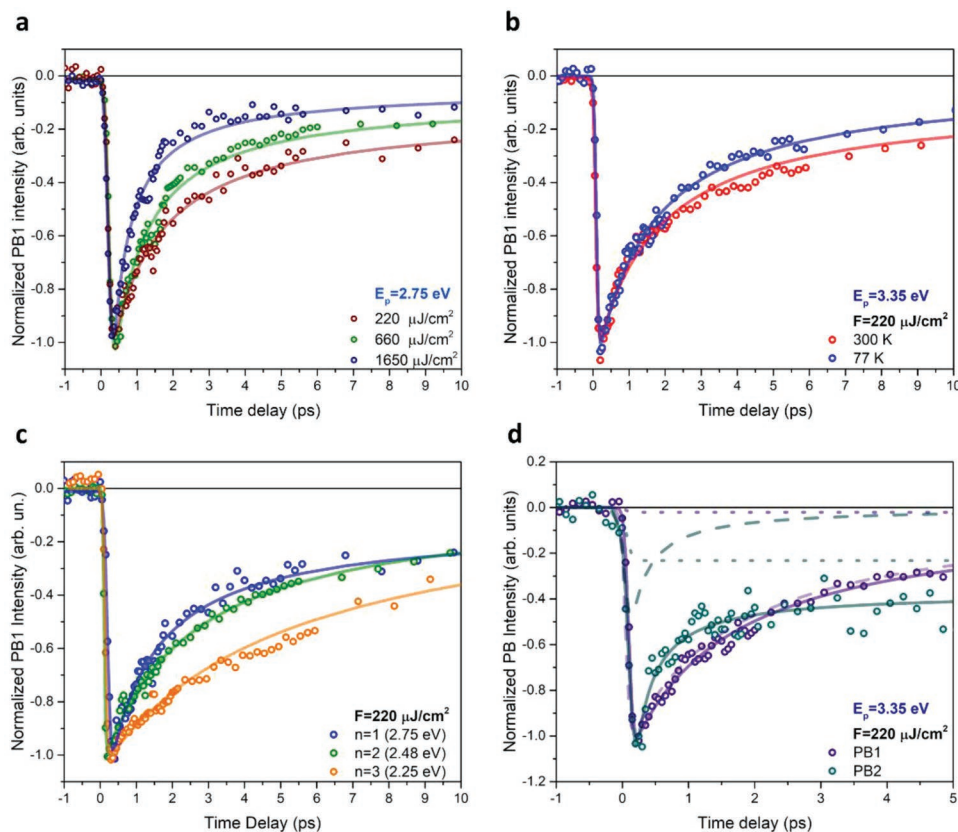 a
Normalized PB1 intensity (arb. units)
0.0
-0.2
-0.4
-0.6
-0.8
-1.0
Eₚ=2.75 eV
220 μJ/cm²
660 μJ/cm²
1650 μJ/cm²
-1 0 1 2 3 4 5 6 7 8 9 10
Time delay (ps)
b
Normalized PB1 intensity (arb. units)
0.0
-0.2
-0.4
-0.6
-0.8
-1.0
Eₚ=3.35 eV
F=220 μJ/cm²
300 K
77 K
-1 0 1 2 3 4 5 6 7 8 9 10
Time delay (ps)
c
Normalized PB1 Intensity (arb. un.)
0.0
-0.2
-0.4
-0.6
-0.8
-1.0
F=220 μJ/cm²
n=1 (2.75 eV)
n=2 (2.48 eV)
n=3 (2.25 eV)
-1 0 1 2 3 4 5 6 7 8 9 10
Time Delay (ps)
d
Normalized PB Intensity (arb. units)
0.2
0.0
-0.2
-0.4
-0.6
-0.8
-1.0
-1.2
Eₚ=3.35 eV
F=220 μJ/cm²
PB1
PB2
-1 0 1 2 3 4 5
Time delay (ps)